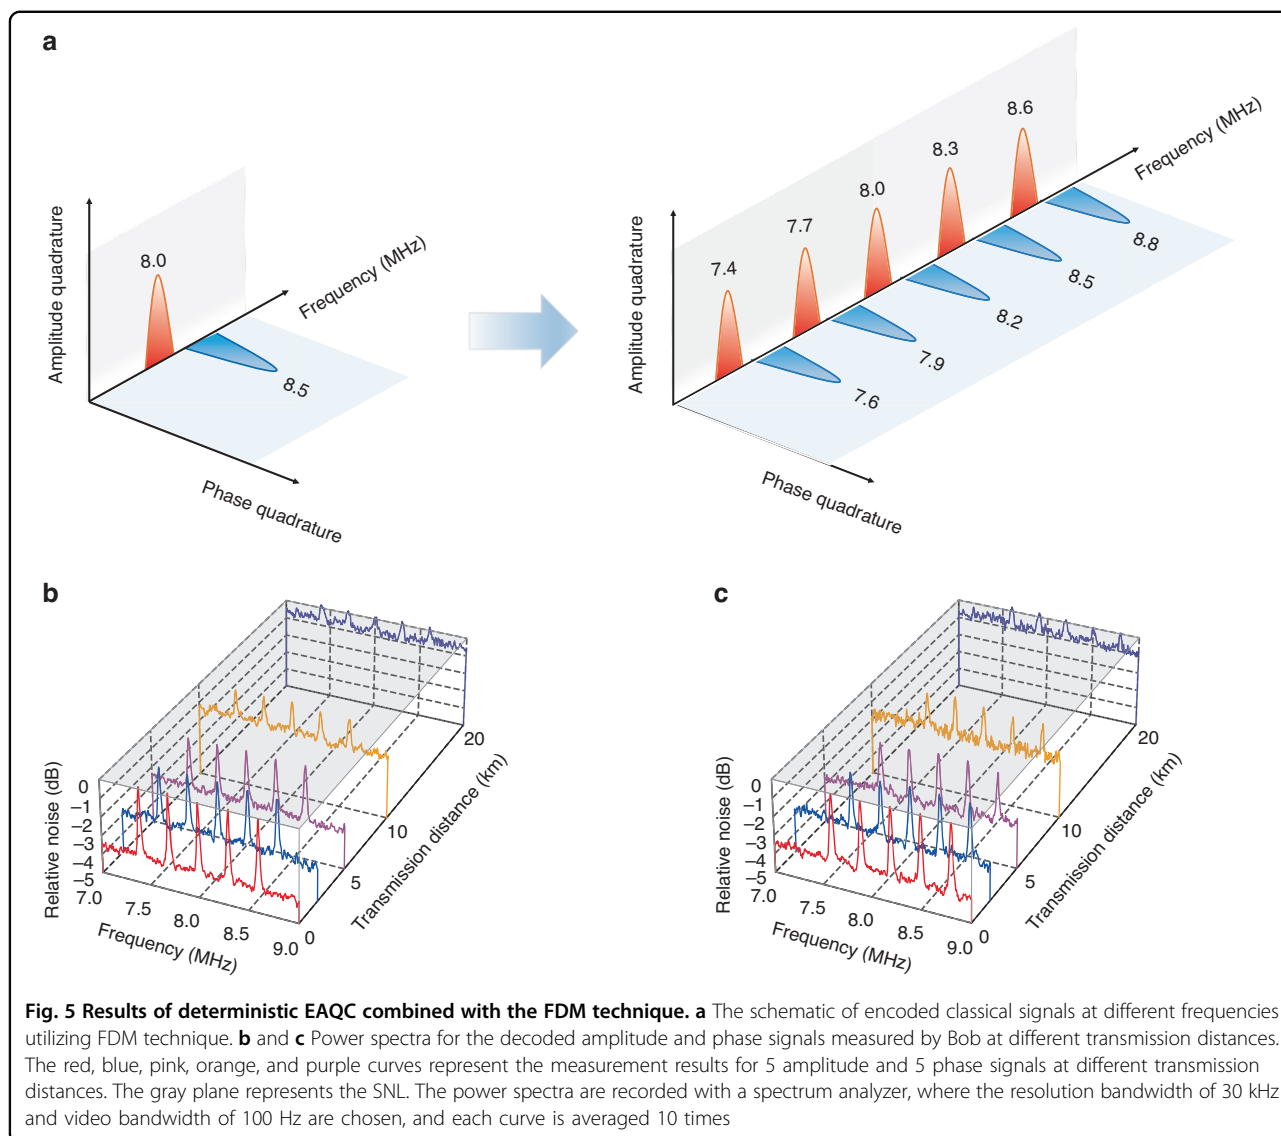 a
Amplitude quadrature
8.0
Frequency (MHz)
8.5
Phase quadrature
Amplitude quadrature
7.4
7.7
8.0
8.3
8.6
Frequency (MHz)
7.6
7.9
8.2
8.5
8.8
Phase quadrature
b
Relative noise (dB)
0
–1
–2
–3
–4
–5
7.0
7.5
8.0
8.5
9.0
Frequency (MHz)
0
5
10
20
Transmission distance (km)
c
Relative noise (dB)
0
–1
–2
–3
–4
–5
7.0
7.5
8.0
8.5
9.0
Frequency (MHz)
0
5
10
20
Transmission distance (km)
Fig. 5 Results of deterministic EAQC combined with the FDM technique. a The schematic of encoded classical signals at different frequencies
utilizing FDM technique. b and c Power spectra for the decoded amplitude and phase signals measured by Bob at different transmission distances.
The red, blue, pink, orange, and purple curves represent the measurement results for 5 amplitude and 5 phase signals at different transmission
distances. The gray plane represents the SNL. The power spectra are recorded with a spectrum analyzer, where the resolution bandwidth of 30 kHz
and video bandwidth of 100 Hz are chosen, and each curve is averaged 10 times